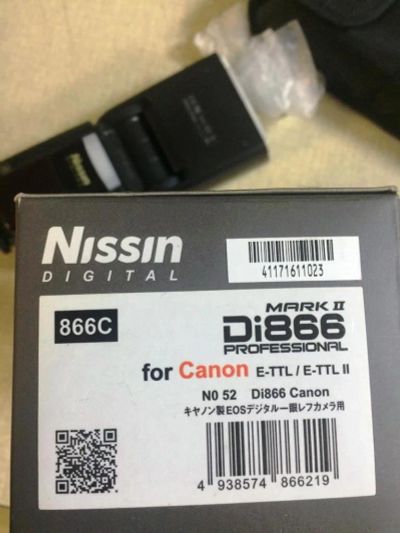 Nissin
Nissin
DIGITAL
41171611023
866C
MARK II
Di866
PROFESSIONAL
for Canon E-TTL / E-TTL II
N0 52 Di866 Canon
キヤノン製EOSデジタル一眼レフカメラ用
4 938574 866219